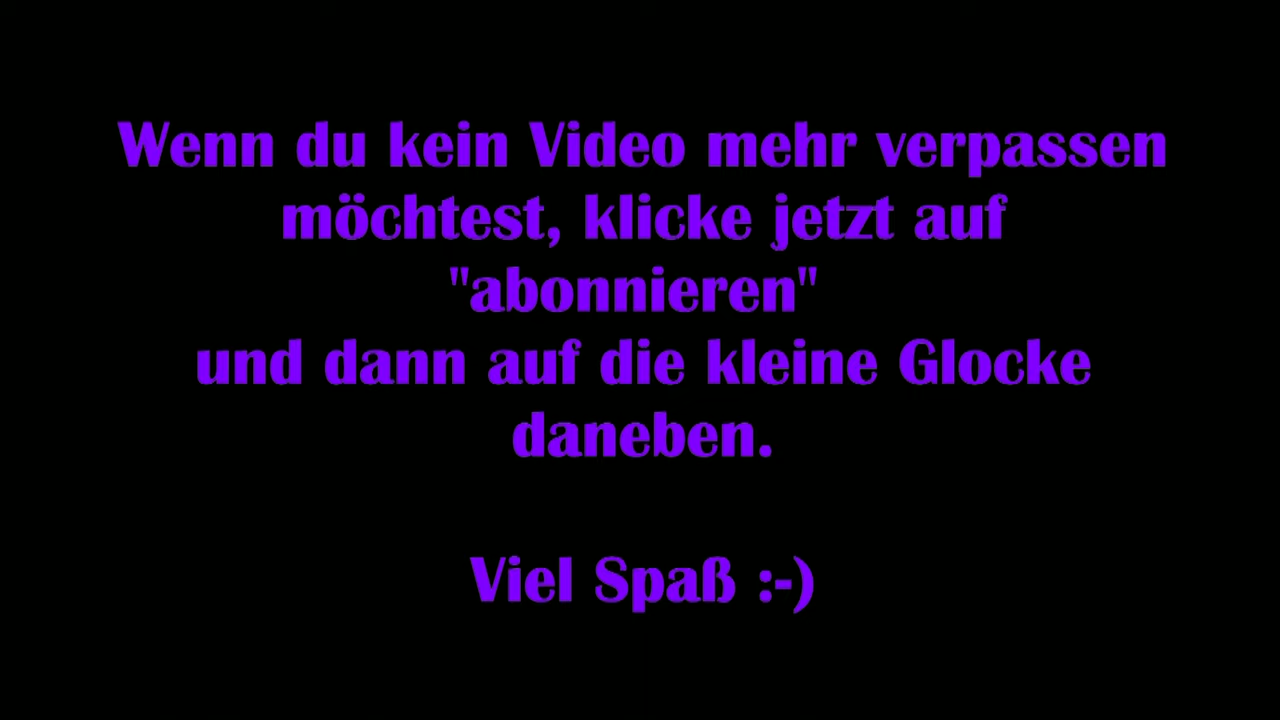 Wenn du kein Video mehr verpassen
möchtest, klicke jetzt auf
"abonnieren"
und dann auf die kleine Glocke
daneben.
Viel Spaß :-)